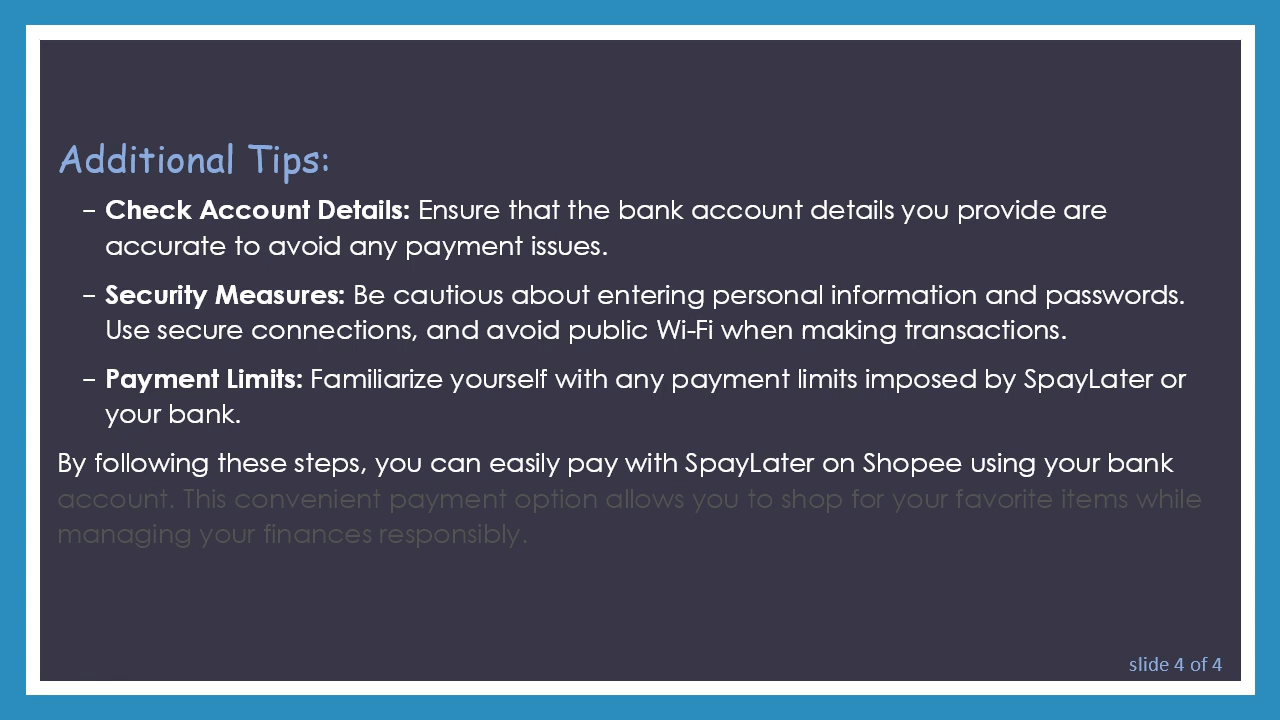 Additional Tips:
– Check Account Details: Ensure that the bank account details you provide are
accurate to avoid any payment issues.
– Security Measures: Be cautious about entering personal information and passwords.
Use secure connections, and avoid public Wi-Fi when making transactions.
– Payment Limits: Familiarize yourself with any payment limits imposed by SpayLater or
your bank.
By following these steps, you can easily pay with SpayLater on Shopee using your bank
account. This convenient payment option allows you to shop for your favorite items while
managing your finances responsibly.
slide 4 of 4